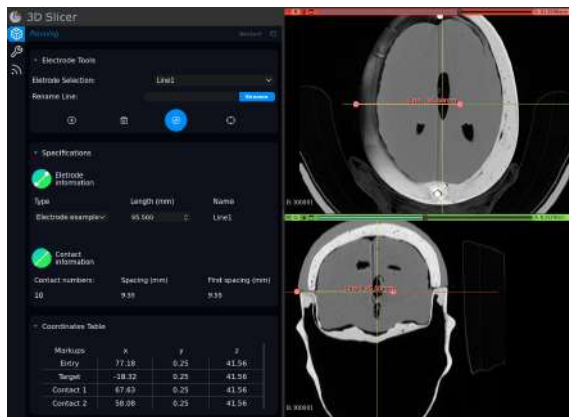 3D Slicer
Planning
Electrode Tools
Eletrode Selection:
Line1
Rename Line:
Rename
Specifications
Eletrode
information
Type
Length (mm)
Name
Electrode example
95.500
Line1
Contact
information
Contact numbers:
Spacing (mm)
First spacing (mm)
10
9.55
9.55
Coordinates Table
Markups
x
y
z
Entry
77.18
0.25
41.56
Target
-18.32
0.25
41.56
Contact 1
67.63
0.25
41.56
Contact 2
58.08
0.25
41.56